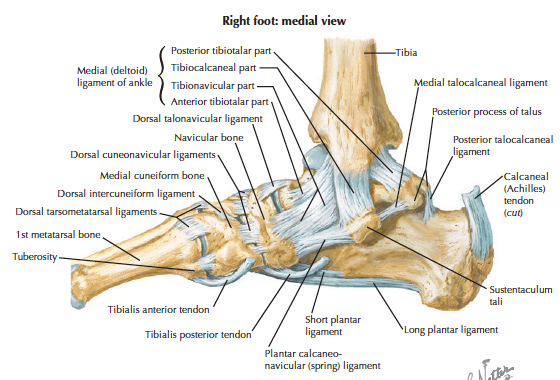 Right foot: medial view
Medial (deltoid)
ligament of ankle
Posterior tibiotalar part
Tibiocalcaneal part
Tibionavicular part
Anterior tibiotalar part
Dorsal talonavicular ligament
Navicular bone
Dorsal cuneonavicular ligaments
Medial cuneiform bone
Dorsal intercuneiform ligament
Dorsal tarsometatarsal ligaments
1st metatarsal bone
Tuberosity
Tibialis anterior tendon
Tibialis posterior tendon
Plantar calcaneo-
navicular (spring) ligament
Short plantar
ligament
Long plantar ligament
Tibia
Medial talocalcaneal ligament
Posterior process of talus
Posterior talocalcaneal
ligament
Calcaneal
(Achilles)
tendon
(cut)
Sustentaculum
tali